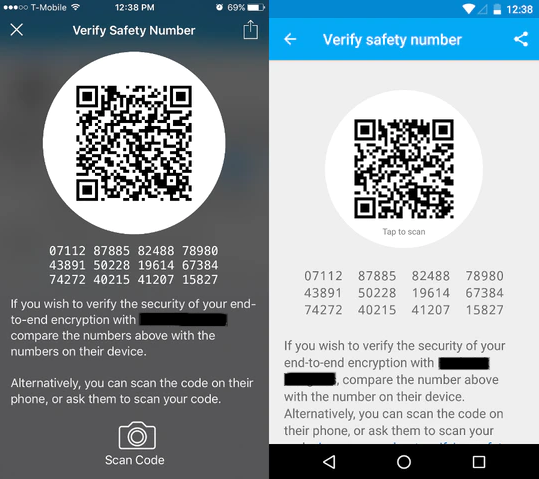 T-Mobile 12:38 PM 69%
Verify Safety Number
07112 87885 82488 78980
43891 50228 19614 67384
74272 40215 41207 15827
If you wish to verify the security of your end-
to-end encryption with
compare the numbers above with the
numbers on their device.
Alternatively, you can scan the code on their
phone, or ask them to scan your code.
Scan Code
12:38
Verify safety number
Tap to scan
07112 87885 82488 78980
43891 50228 19614 67384
74272 40215 41207 15827
If you wish to verify the security of your
end-to-end encryption with
, compare the number above
with the number on their device.
Alternatively, you can scan the code on
their phone, or ask them to scan your